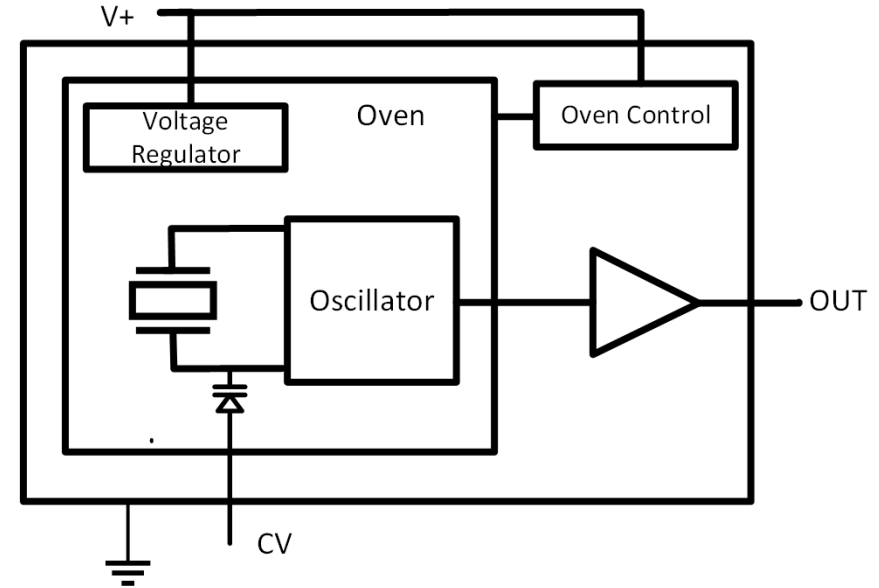 V+
Voltage
Regulator
Oven
Oven Control
Oscillator
OUT
CV